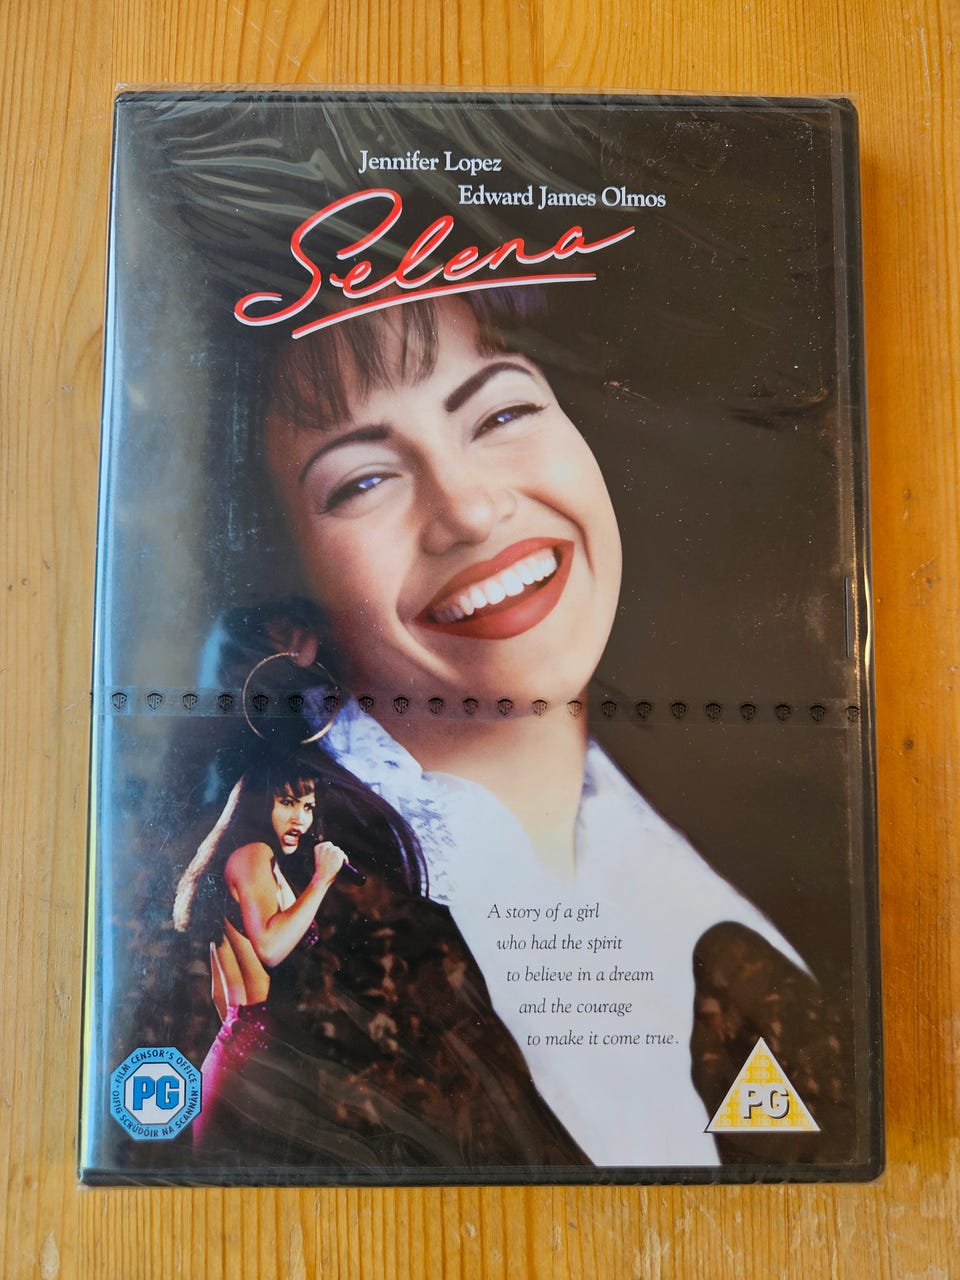 Jennifer Lopez
Edward James Olmos
Selena
A story of a girl
who had the spirit
to believe in a dream
and the courage
to make it come true.
· FILM CENSOR'S OFFICE ·
PG
OIFIG SCRÚDÓIR NA SCANNÁN
PG